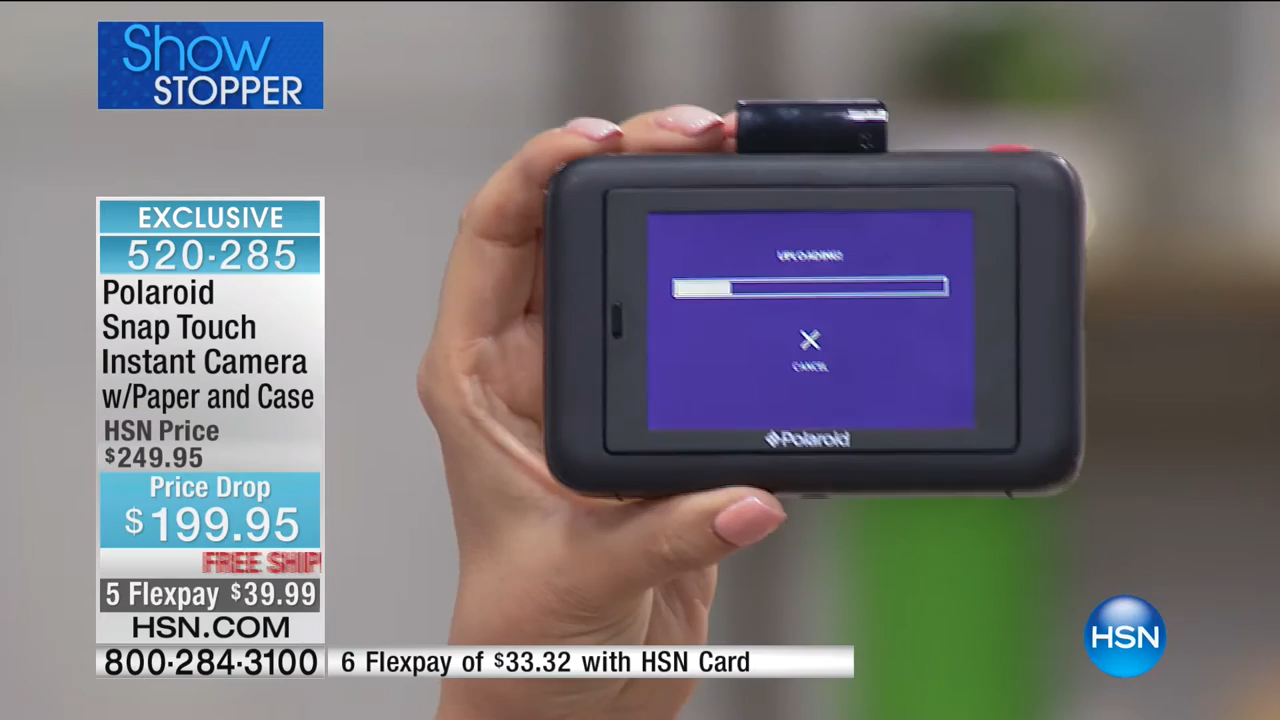 Show
STOPPER
EXCLUSIVE
520·285
Polaroid
Snap Touch
Instant Camera
w/Paper and Case
HSN Price
$249.95
Price Drop
$199.95
FREE SHIP
5 Flexpay $39.99
HSN.COM
800·284·3100
6 Flexpay of $33.32 with HSN Card
UPLOADING
CANCEL
Polaroid
HSN